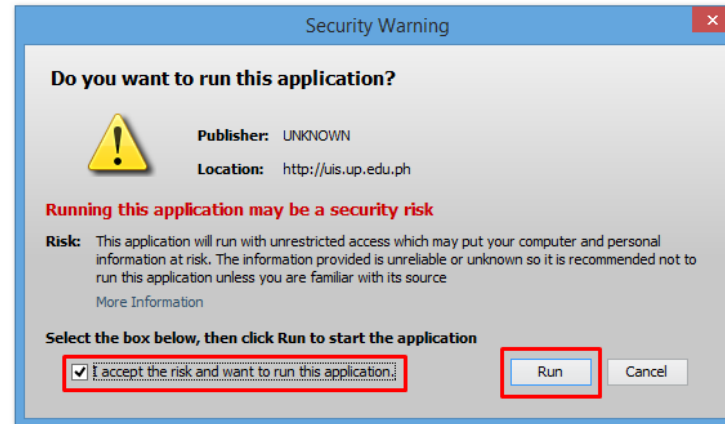 Security Warning
Do you want to run this application?
Publisher: UNKNOWN
Location: http://uis.up.edu.ph
Running this application may be a security risk
Risk: This application will run with unrestricted access which may put your computer and personal
information at risk. The information provided is unreliable or unknown so it is recommended not to
run this application unless you are familiar with its source
More Information
Select the box below, then click Run to start the application
I accept the risk and want to run this application.
Run
Cancel